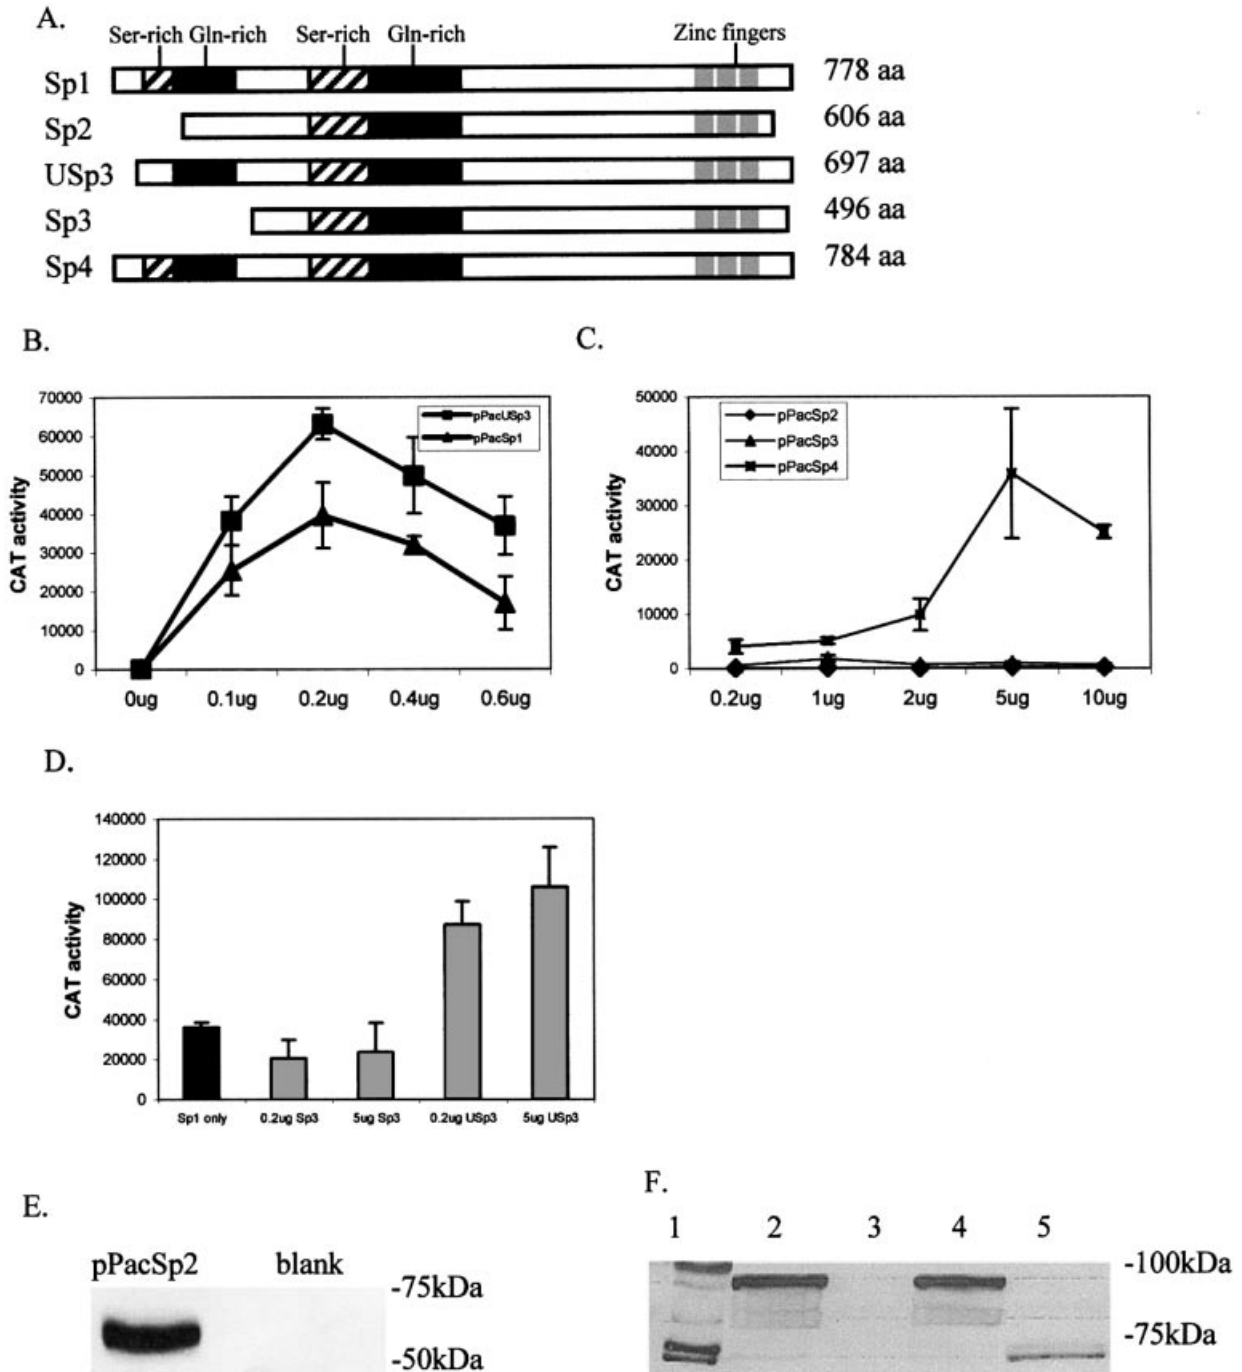 A.
Ser-rich Gln-rich Ser-rich Gln-rich Zinc fingers
Sp1 778 aa
Sp2 606 aa
USp3 697 aa
Sp3 496 aa
Sp4 784 aa
B.
CAT activity
70000
60000
50000
40000
30000
20000
10000
0
pPacUSp3
pPacSp1
0ug 0.1ug 0.2ug 0.4ug 0.6ug
C.
CAT activity
50000
40000
30000
20000
10000
0
pPacSp2
pPacSp3
pPacSp4
0.2ug 1ug 2ug 5ug 10ug
D.
CAT activity
140000
120000
100000
80000
60000
40000
20000
0
Sp1 only 0.2ug Sp3 5ug Sp3 0.2ug USp3 5ug USp3
E.
pPacSp2 blank
-75kDa
-50kDa
F.
1 2 3 4 5
-100kDa
-75kDa